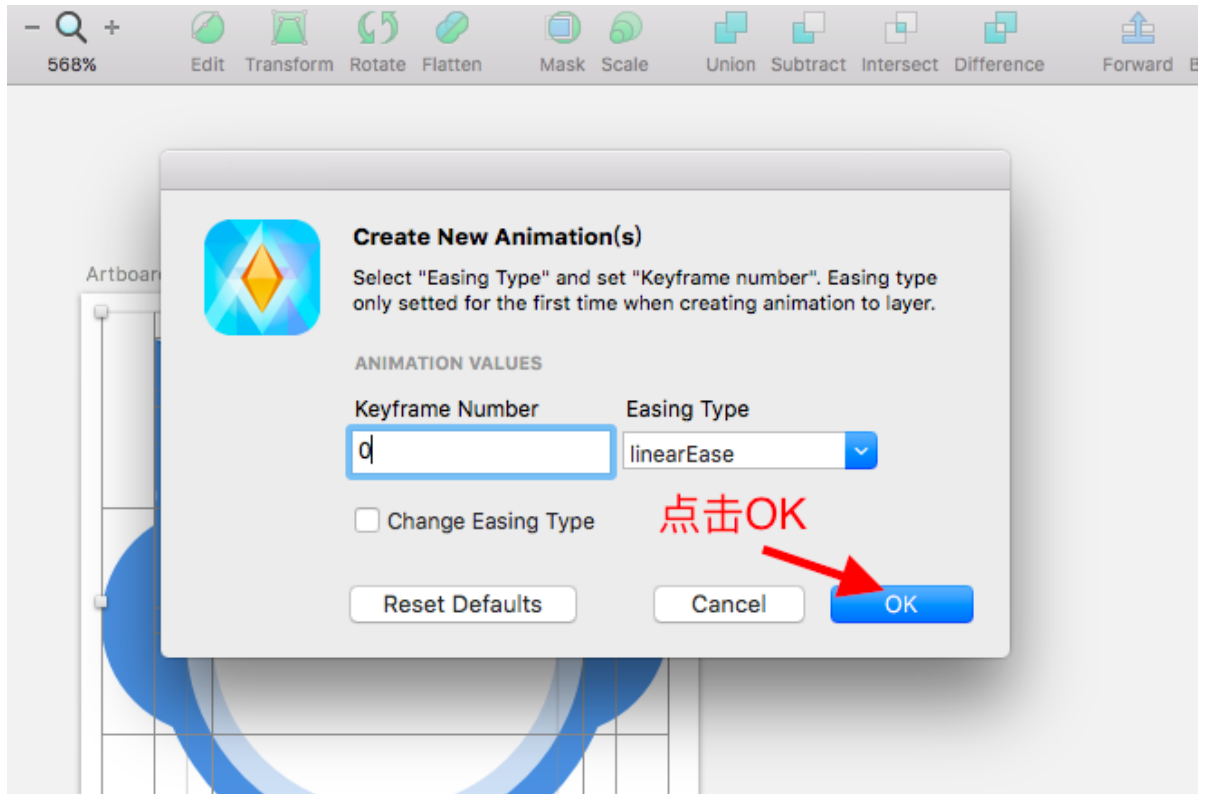 568%
Edit Transform Rotate Flatten Mask Scale Union Subtract Intersect Difference Forward
Create New Animation(s)
Select "Easing Type" and set "Keyframe number". Easing type
only setted for the first time when creating animation to layer.
Artboar
ANIMATION VALUES
Keyframe Number Easing Type
0 linearEase
Change Easing Type
点击OK
Reset Defaults Cancel OK